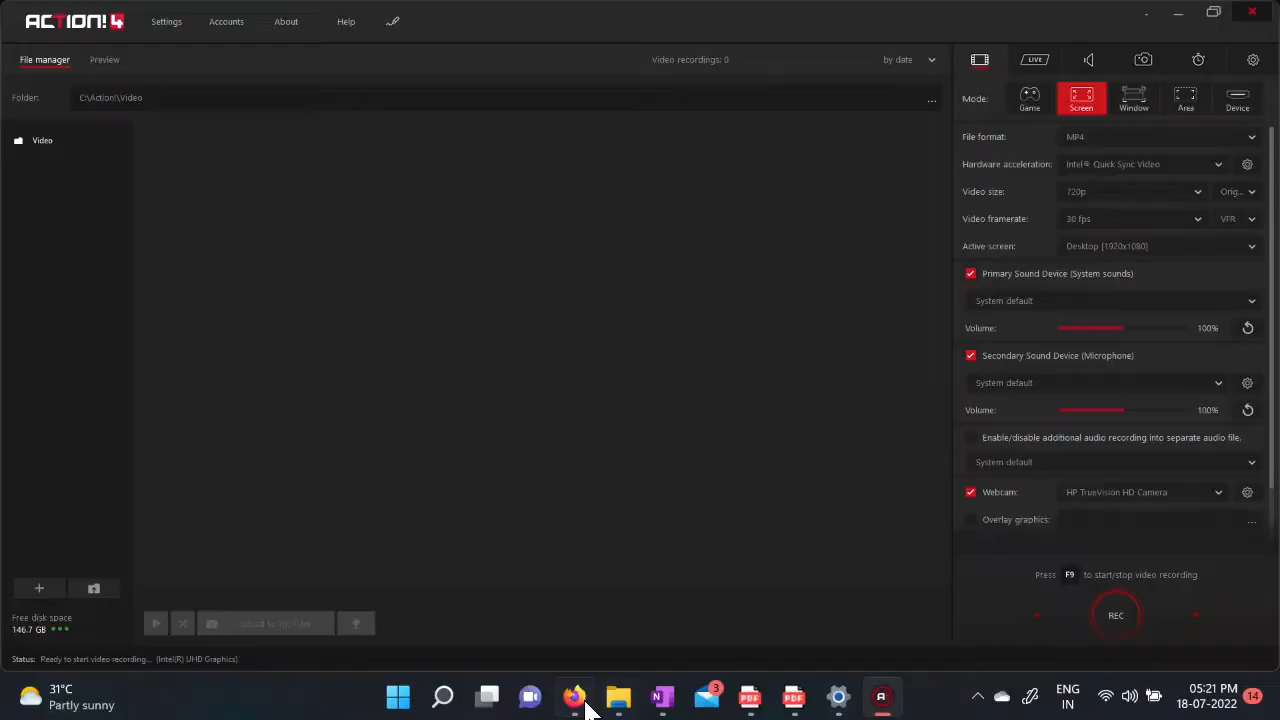 ACTION! 4 Settings Accounts About Help
File manager Preview Video recordings: 0 by date LIVE
Folder: C:\Action!\Video ... Mode: Game Screen Window Area Device
Video
File format: MP4
Hardware acceleration: Intel® Quick Sync Video
Video size: 720p Orig...
Video framerate: 30 fps VFR
Active screen: Desktop [1920x1080]
Primary Sound Device (System sounds)
System default
Volume: 100%
Secondary Sound Device (Microphone)
System default
Volume: 100%
Enable/disable additional audio recording into separate audio file.
System default
Webcam: HP TrueVision HD Camera
Overlay graphics: ...
Press F9 to start/stop video recording
REC
+
Free disk space
146.7 GB
Upload to YouTube
Status: Ready to start video recording... (Intel(R) UHD Graphics)
31°C
Partly sunny
N 3 PDF PDF A
ENG
IN
05:21 PM
18-07-2022
14